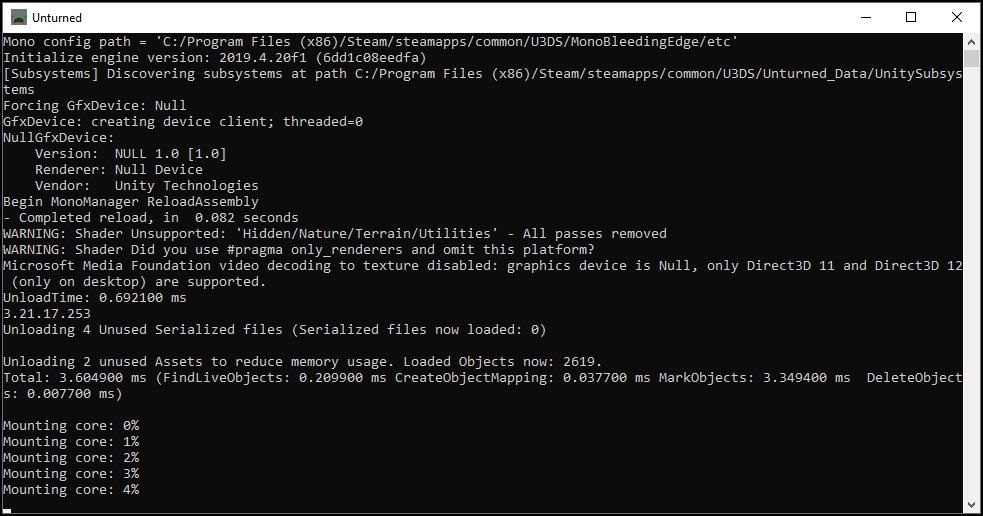 Unturned
Mono config path = 'C:/Program Files (x86)/Steam/steamapps/common/U3DS/MonoBleedingEdge/etc'
Initialize engine version: 2019.4.20f1 (6dd1c08eedfa)
[Subsystems] Discovering subsystems at path C:/Program Files (x86)/Steam/steamapps/common/U3DS/Unturned_Data/UnitySubsys
tems
Forcing GfxDevice: Null
GfxDevice: creating device client; threaded=0
NullGfxDevice:
    Version:  NULL 1.0 [1.0]
    Renderer: Null Device
    Vendor:   Unity Technologies
Begin MonoManager ReloadAssembly
- Completed reload, in  0.082 seconds
WARNING: Shader Unsupported: 'Hidden/Nature/Terrain/Utilities' - All passes removed
WARNING: Shader Did you use #pragma only_renderers and omit this platform?
Microsoft Media Foundation video decoding to texture disabled: graphics device is Null, only Direct3D 11 and Direct3D 12
 (only on desktop) are supported.
UnloadTime: 0.692100 ms
3.21.17.253
Unloading 4 Unused Serialized files (Serialized files now loaded: 0)
Unloading 2 unused Assets to reduce memory usage. Loaded Objects now: 2619.
Total: 3.604900 ms (FindLiveObjects: 0.209900 ms CreateObjectMapping: 0.037700 ms MarkObjects: 3.349400 ms  DeleteObject
s: 0.007700 ms)
Mounting core: 0%
Mounting core: 1%
Mounting core: 2%
Mounting core: 3%
Mounting core: 4%